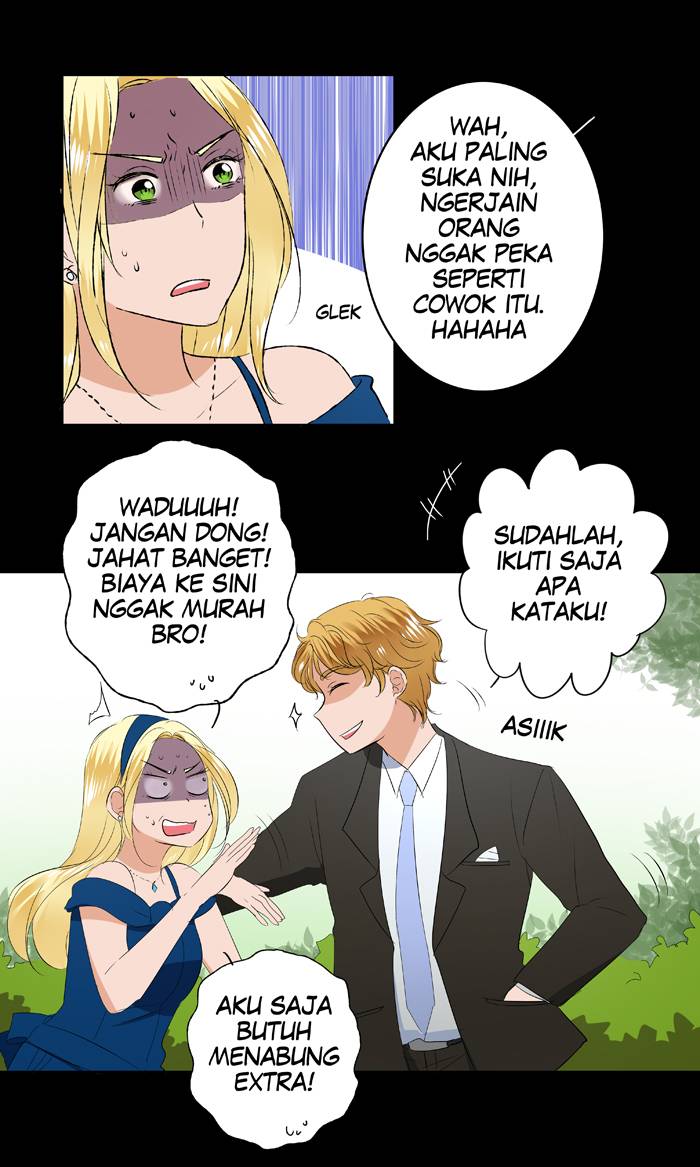 WAH,
AKU PALING
SUKA NIH,
NGERJAIN
ORANG
NGGAK PEKA
SEPERTI
COWOK ITU.
HAHAHA
GLEK
WADUUUH!
JANGAN DONG!
JAHAT BANGET!
BIAYA KE SINI
NGGAK MURAH
BRO!
SUDAHLAH,
IKUTI SAJA
APA
KATAKU!
ASIIIK
AKU SAJA
BUTUH
MENABUNG
EXTRA!